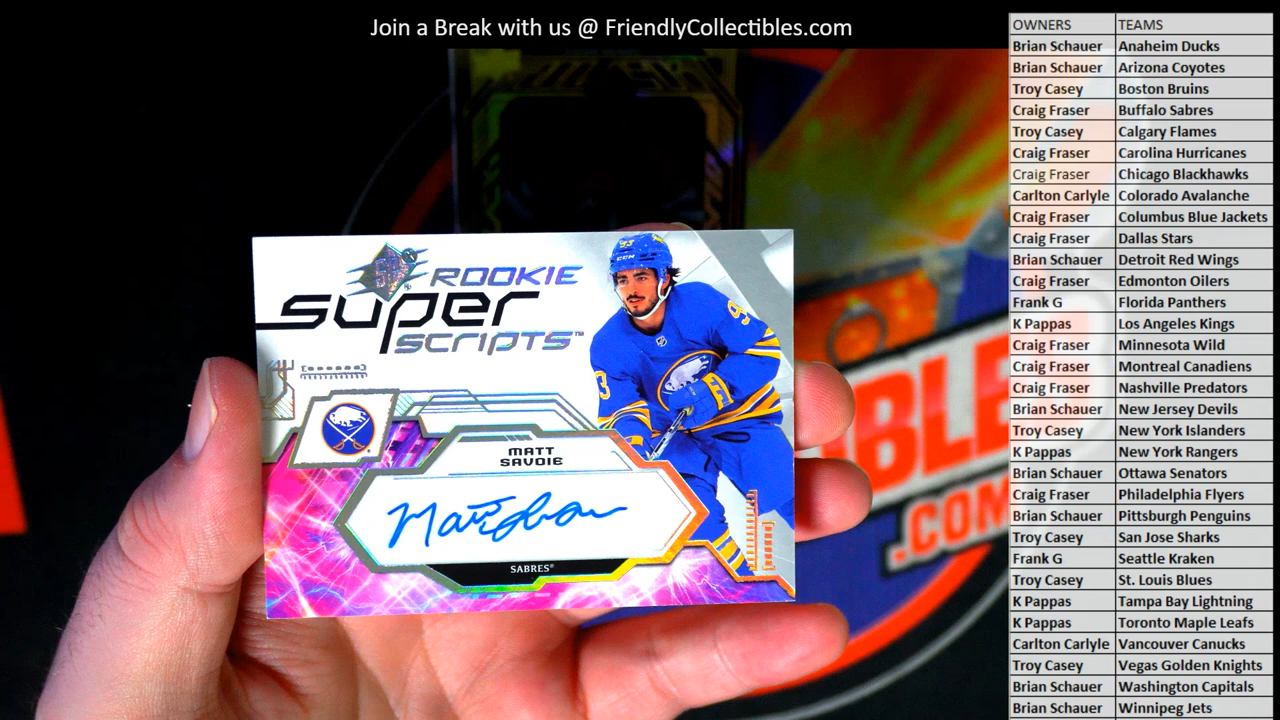 Join a Break with us @ FriendlyCollectibles.com
ROOKIE
super
scripts™
MATT
SAVOIE
SABRES®
93
CCM
BLE
.COM
OWNERS TEAMS
Brian Schauer Anaheim Ducks
Brian Schauer Arizona Coyotes
Troy Casey Boston Bruins
Craig Fraser Buffalo Sabres
Troy Casey Calgary Flames
Craig Fraser Carolina Hurricanes
Craig Fraser Chicago Blackhawks
Carlton Carlyle Colorado Avalanche
Craig Fraser Columbus Blue Jackets
Craig Fraser Dallas Stars
Brian Schauer Detroit Red Wings
Craig Fraser Edmonton Oilers
Frank G Florida Panthers
K Pappas Los Angeles Kings
Craig Fraser Minnesota Wild
Craig Fraser Montreal Canadiens
Craig Fraser Nashville Predators
Brian Schauer New Jersey Devils
Troy Casey New York Islanders
K Pappas New York Rangers
Brian Schauer Ottawa Senators
Craig Fraser Philadelphia Flyers
Brian Schauer Pittsburgh Penguins
Troy Casey San Jose Sharks
Frank G Seattle Kraken
Troy Casey St. Louis Blues
K Pappas Tampa Bay Lightning
K Pappas Toronto Maple Leafs
Carlton Carlyle Vancouver Canucks
Troy Casey Vegas Golden Knights
Brian Schauer Washington Capitals
Brian Schauer Winnipeg Jets